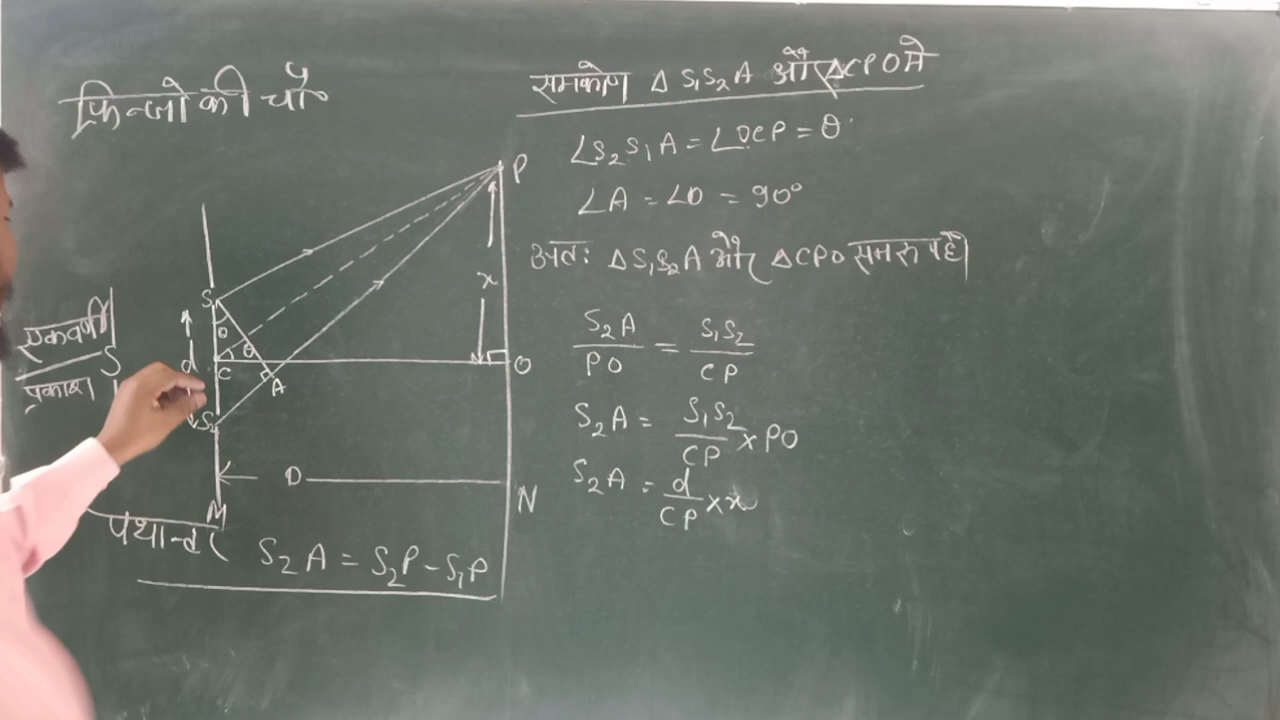 फ्रिन्जो की चौ०
समकोण Δ S₁S₂A और ΔCPO मे
∠S₂S₁A = ∠OCP = θ
∠A = ∠O = 90°
अतः ΔS₁S₂A और ΔCPO समरूप है।
S₂A / PO = S₁S₂ / CP
S₂A = S₁S₂ / CP × PO
S₂A = d / CP × x
P
x
S₁
θ
θ
d
C
A
O
S₂
D
M
N
एकवर्णी
प्रकाश
S
पथान्तर
S₂A = S₂P - S₁P